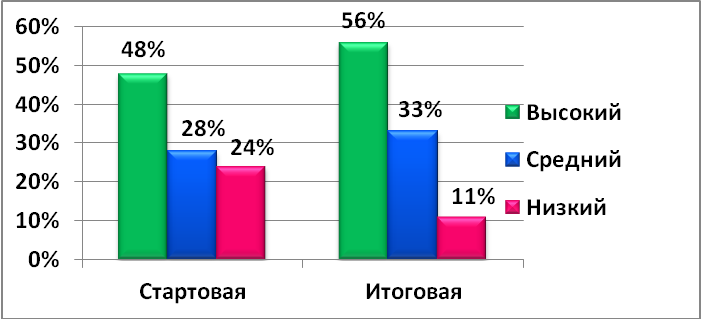 60%
50%
40%
30%
20%
10%
0%
48%
28%
24%
56%
33%
11%
Стартовая
Итоговая
Высокий
Средний
Низкий